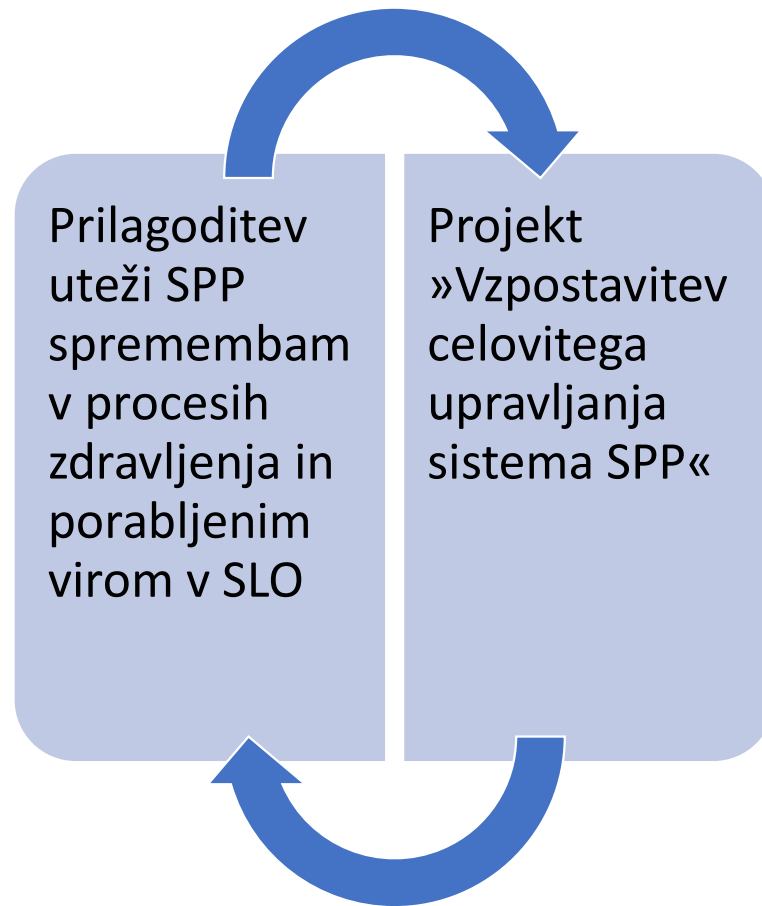 Prilagoditev
uteži SPP
spremembam
v procesih
zdravljenja in
porabljenim
virom v SLO
Projekt
»Vzpostavitev
celovitega
upravljanja
sistema SPP«